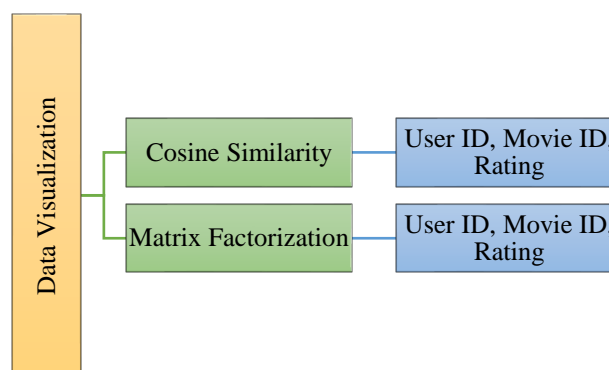 Data Visualization
Cosine Similarity
User ID, Movie ID,
Rating
Matrix Factorization
User ID, Movie ID,
Rating